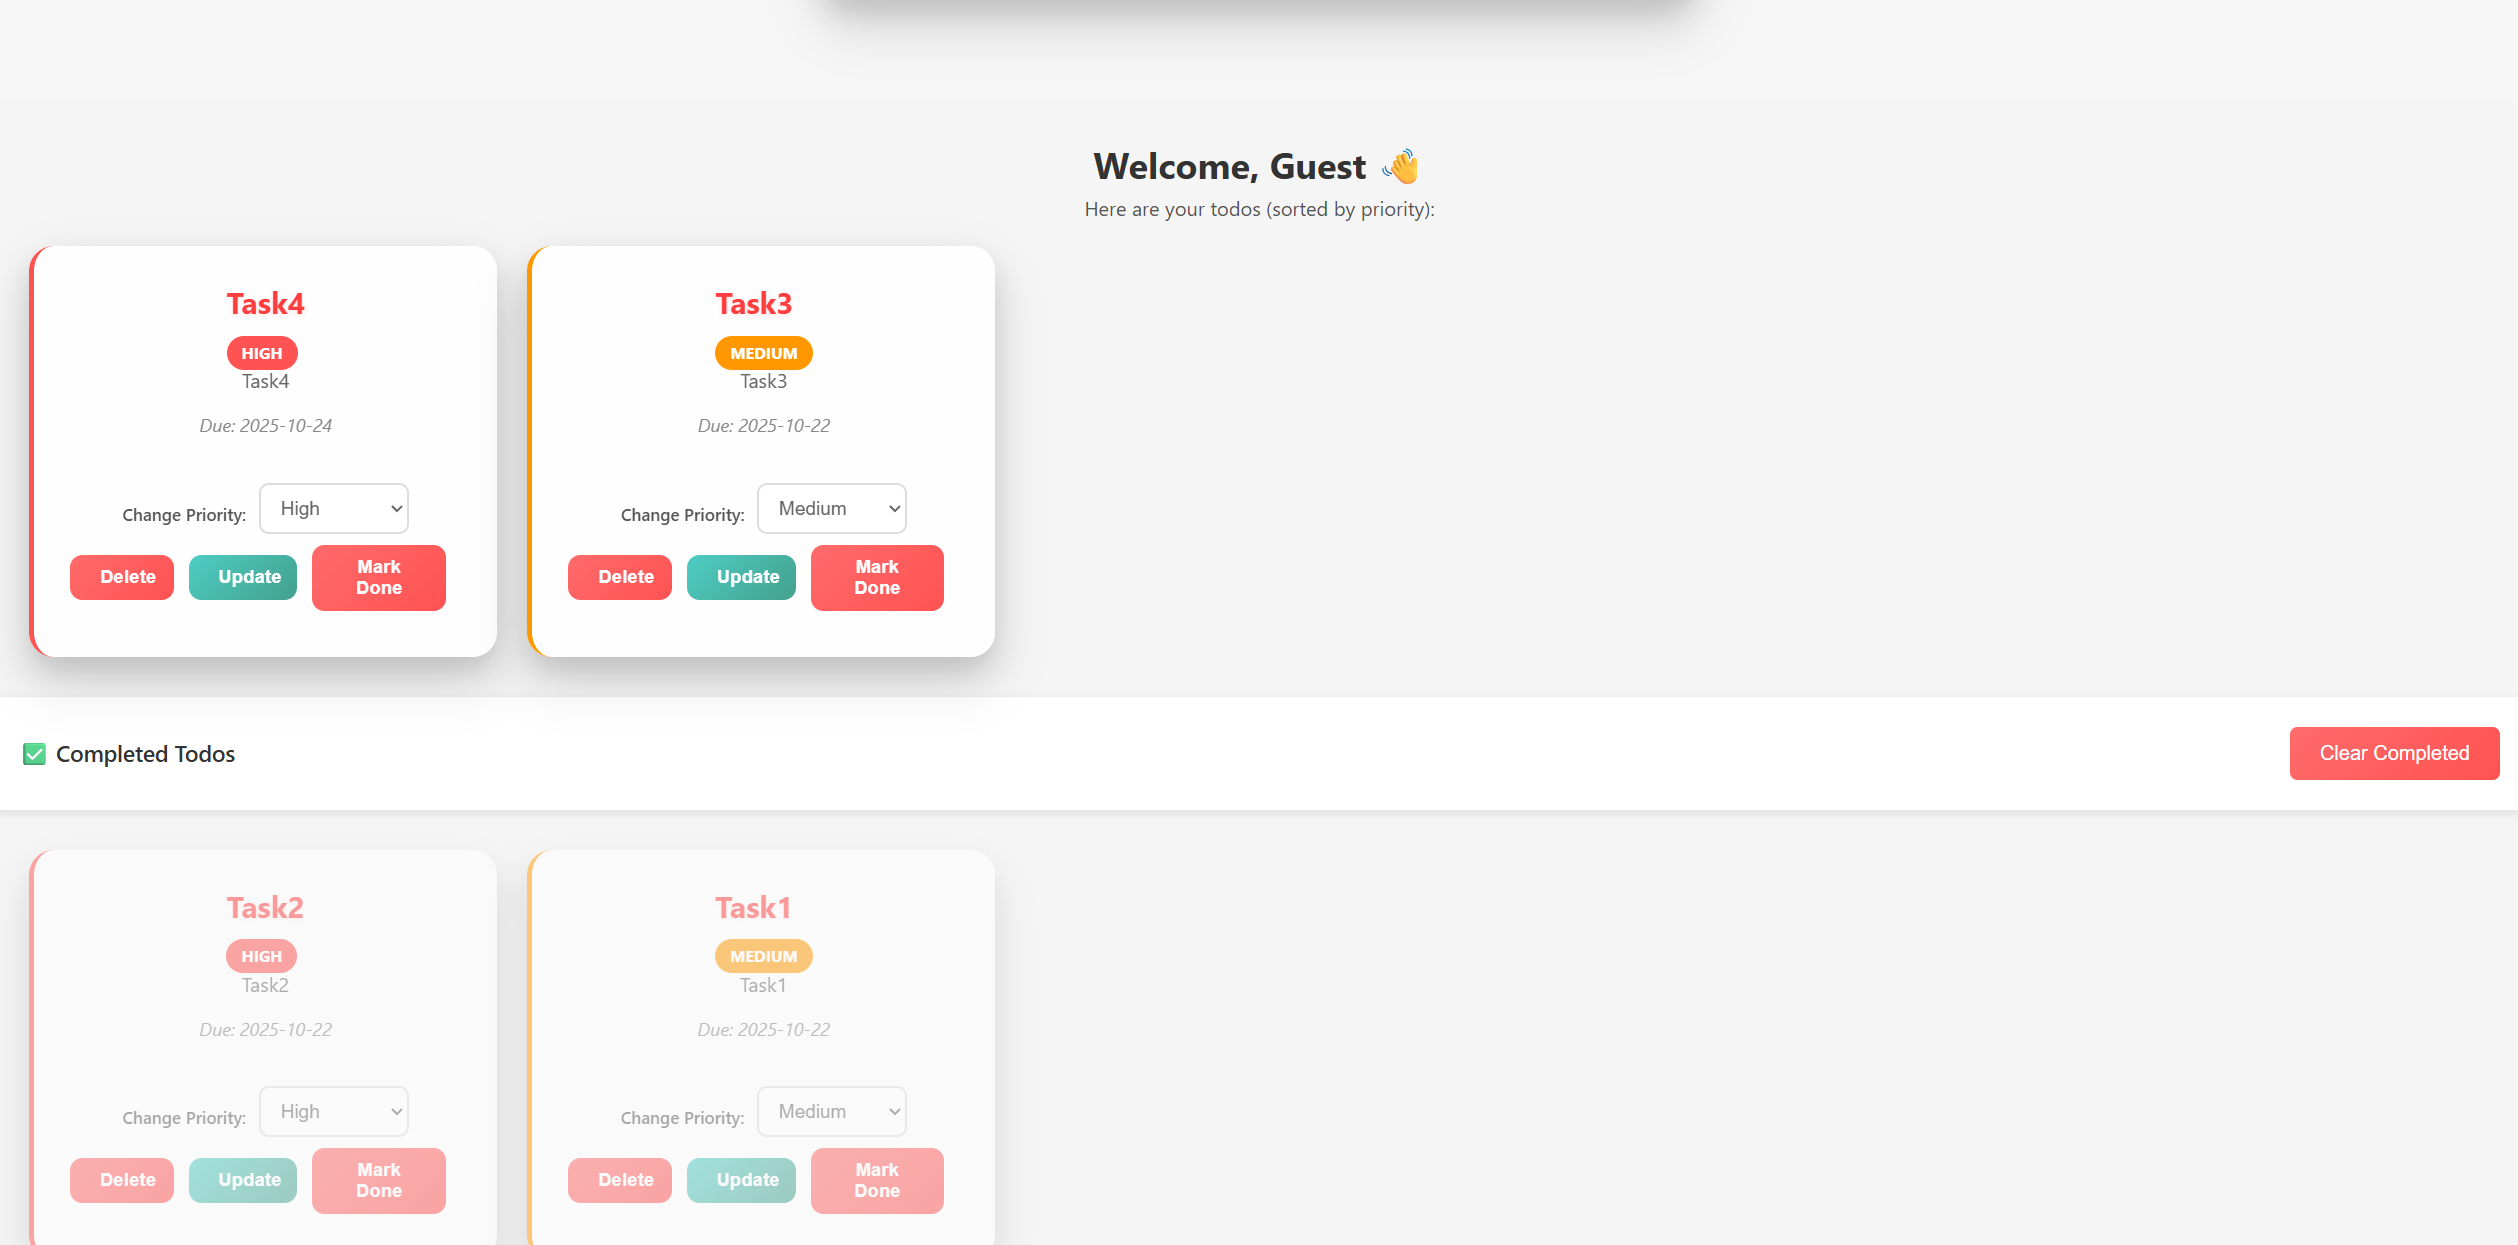 Welcome, Guest 👋
Here are your todos (sorted by priority):
Task4
HIGH
Task4
Due: 2025-10-24
Change Priority: High
Delete Update Mark Done
Task3
MEDIUM
Task3
Due: 2025-10-22
Change Priority: Medium
Delete Update Mark Done
✅ Completed Todos
Clear Completed
Task2
HIGH
Task2
Due: 2025-10-22
Change Priority: High
Delete Update Mark Done
Task1
MEDIUM
Task1
Due: 2025-10-22
Change Priority: Medium
Delete Update Mark Done